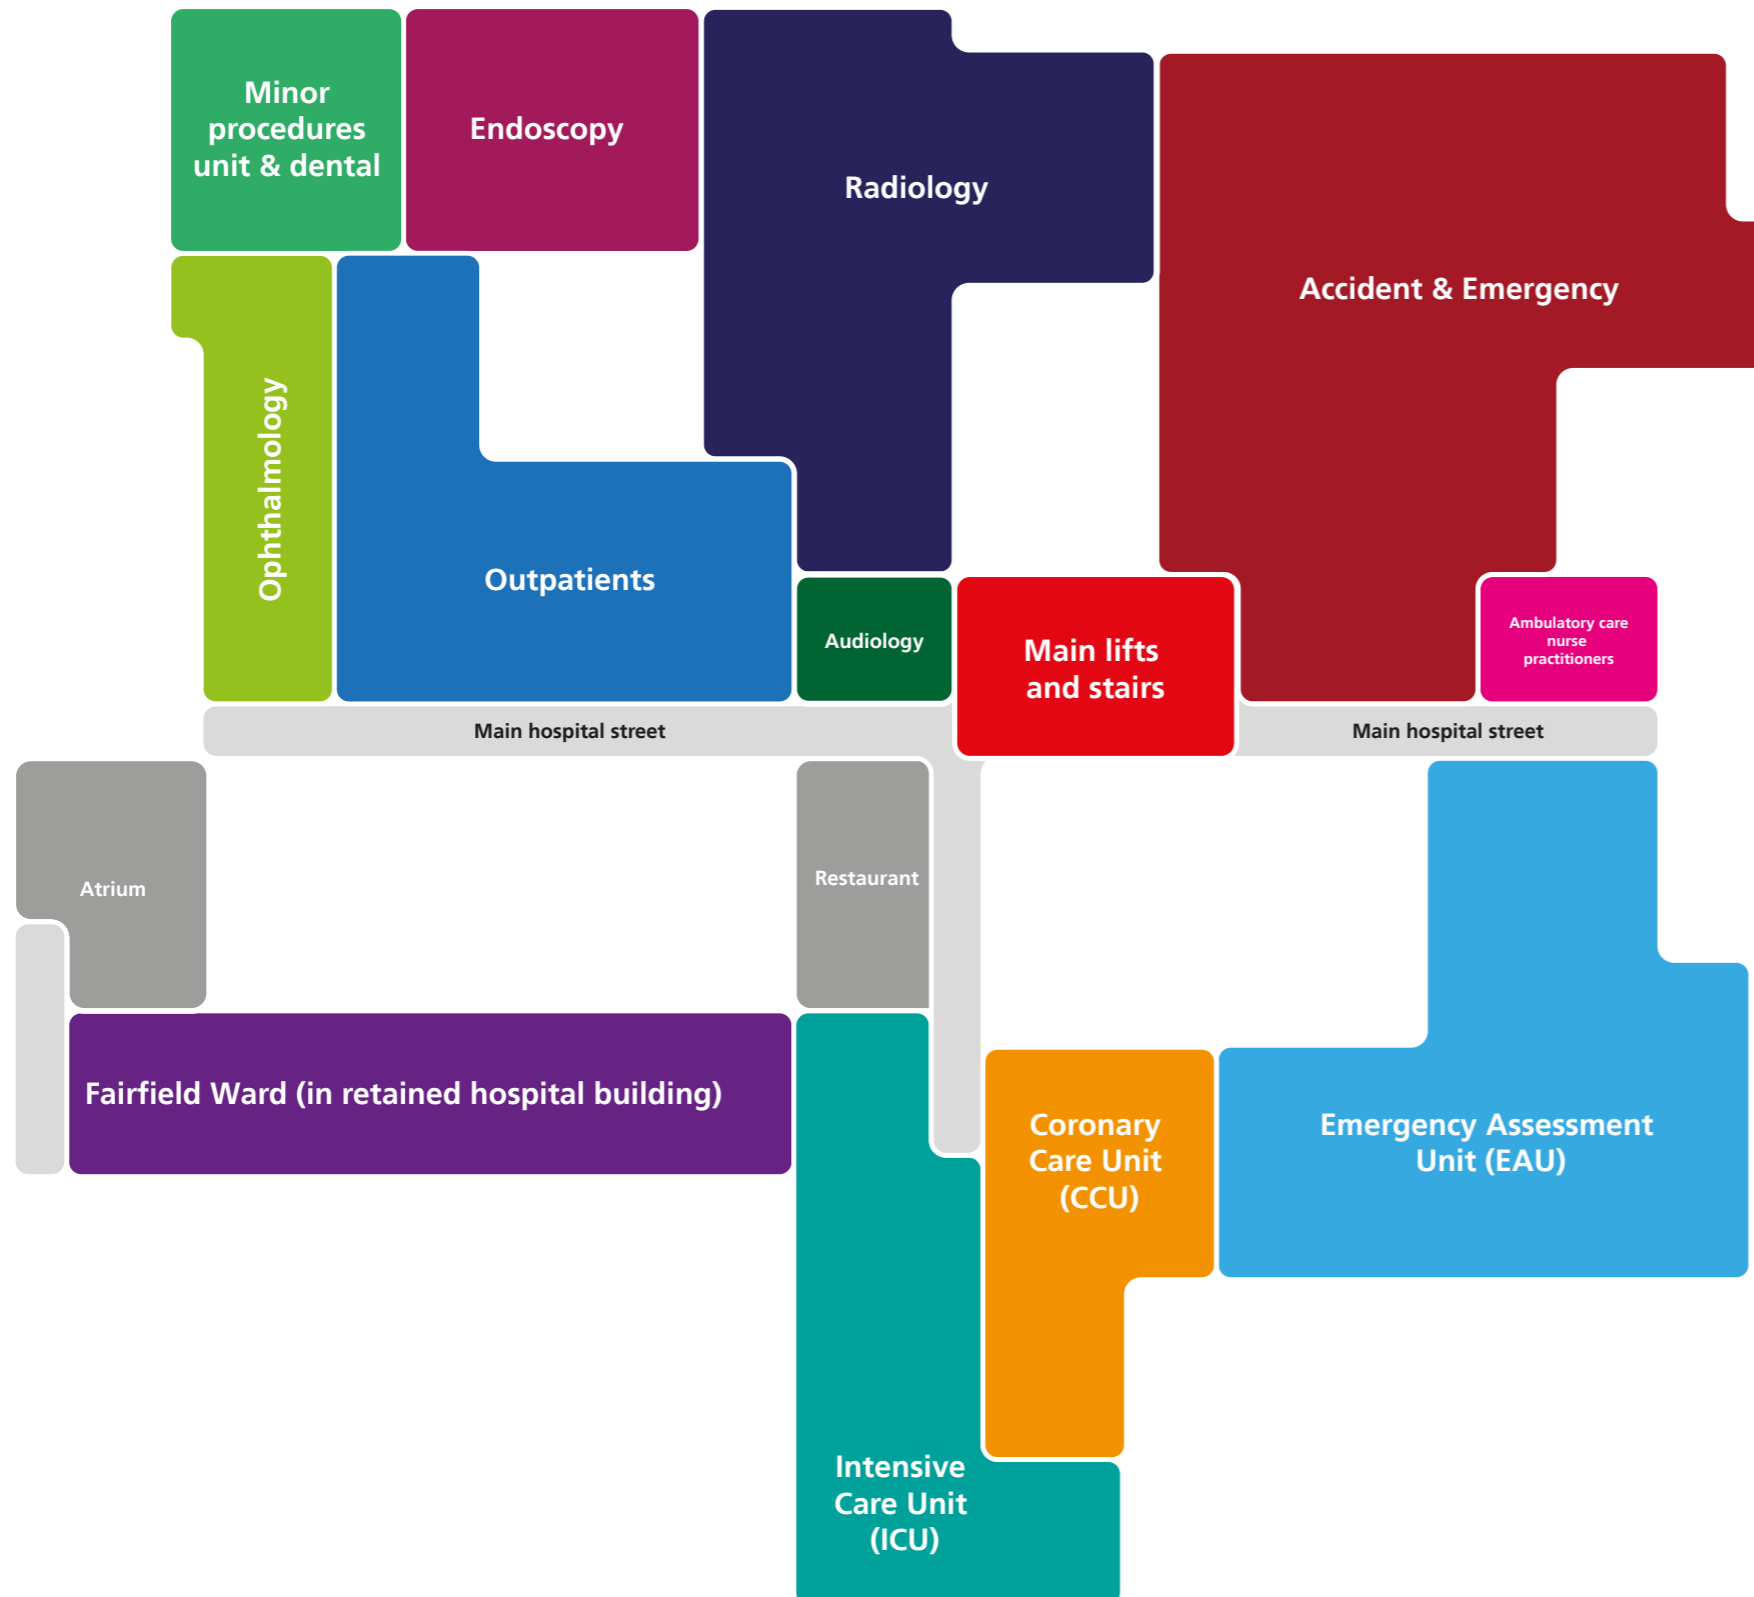 Minor
procedures
unit & dental
Endoscopy
Radiology
Accident & Emergency
Ophthalmology
Outpatients
Audiology
Main lifts
and stairs
Ambulatory care
nurse
practitioners
Main hospital street
Main hospital street
Atrium
Restaurant
Fairfield Ward (in retained hospital building)
Coronary
Care Unit
(CCU)
Emergency Assessment
Unit (EAU)
Intensive
Care Unit
(ICU)